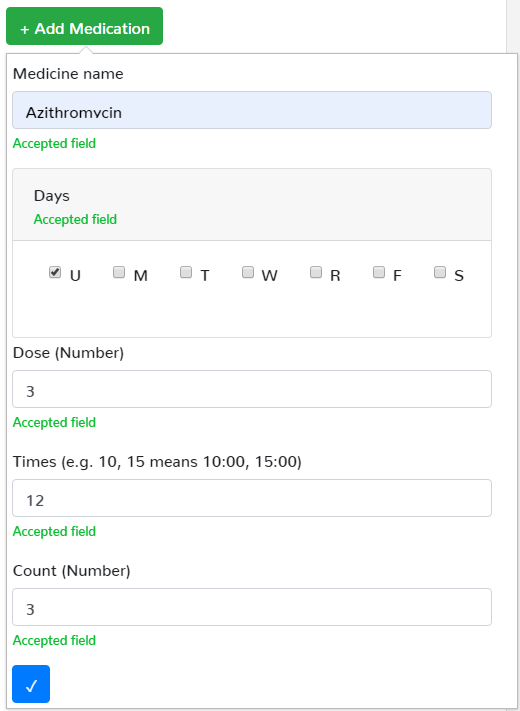 + Add Medication
Medicine name
Azithromycin
Accepted field
Days
Accepted field
U M T W R F S
Dose (Number)
3
Accepted field
Times (e.g. 10, 15 means 10:00, 15:00)
12
Accepted field
Count (Number)
3
Accepted field
✓